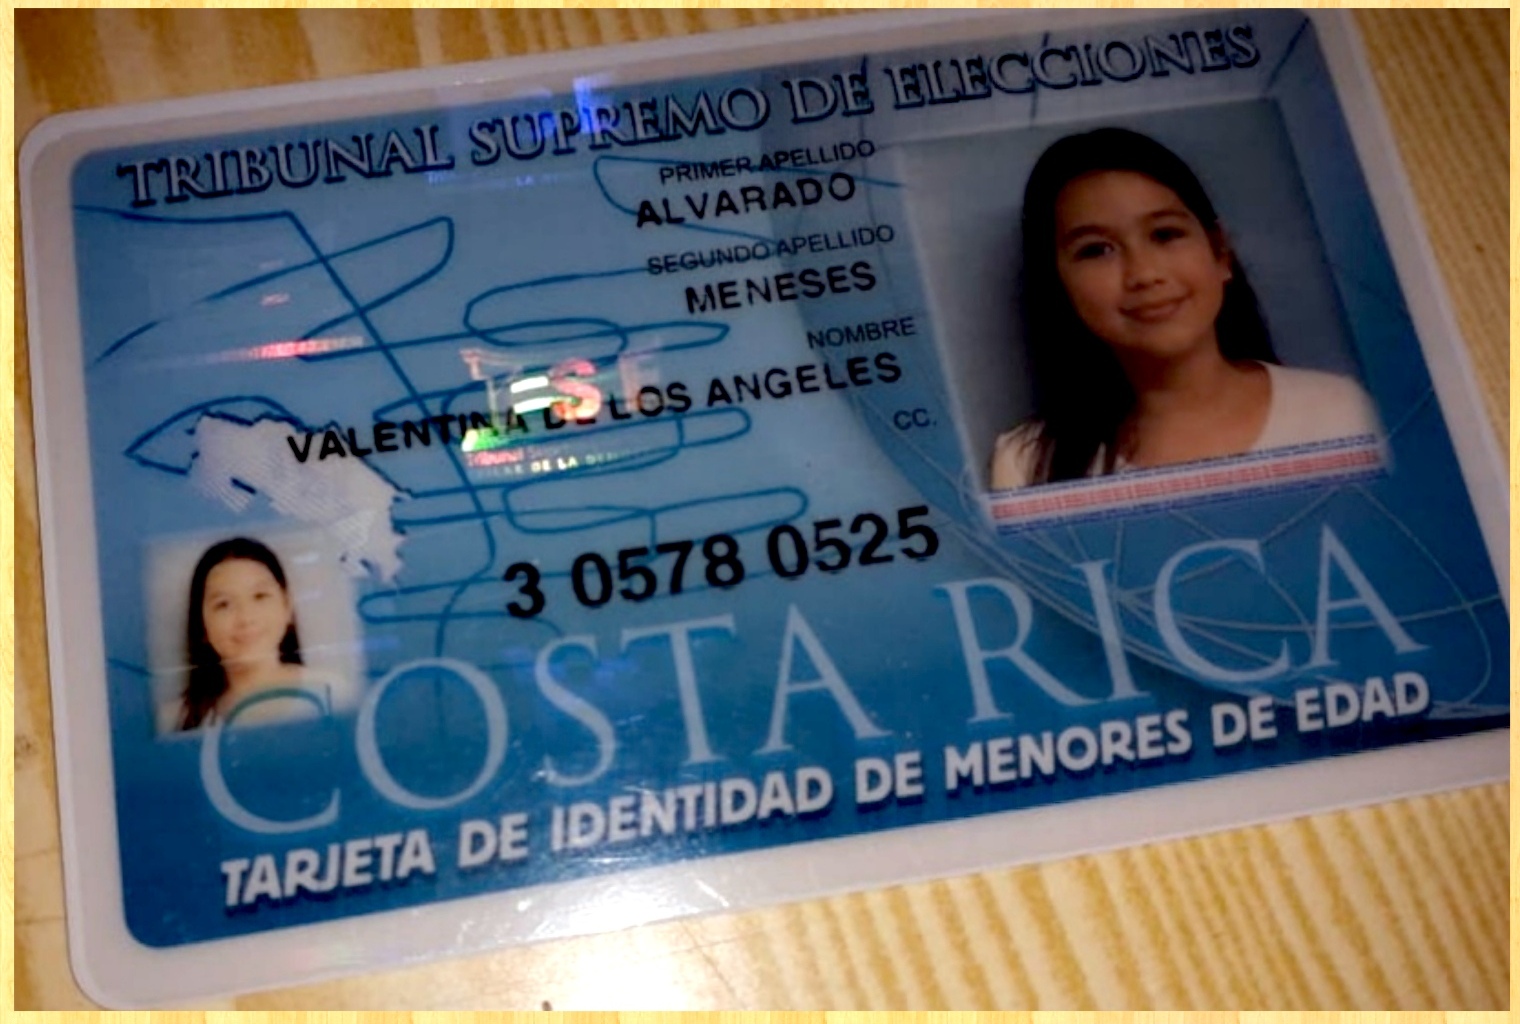 TRIBUNAL SUPREMO DE ELECCIONES
PRIMER APELLIDO
ALVARADO
SEGUNDO APELLIDO
MENESES
NOMBRE
VALENTINA DE LOS ANGELES
CC.
3 0578 0525
COSTA RICA
TARJETA DE IDENTIDAD DE MENORES DE EDAD